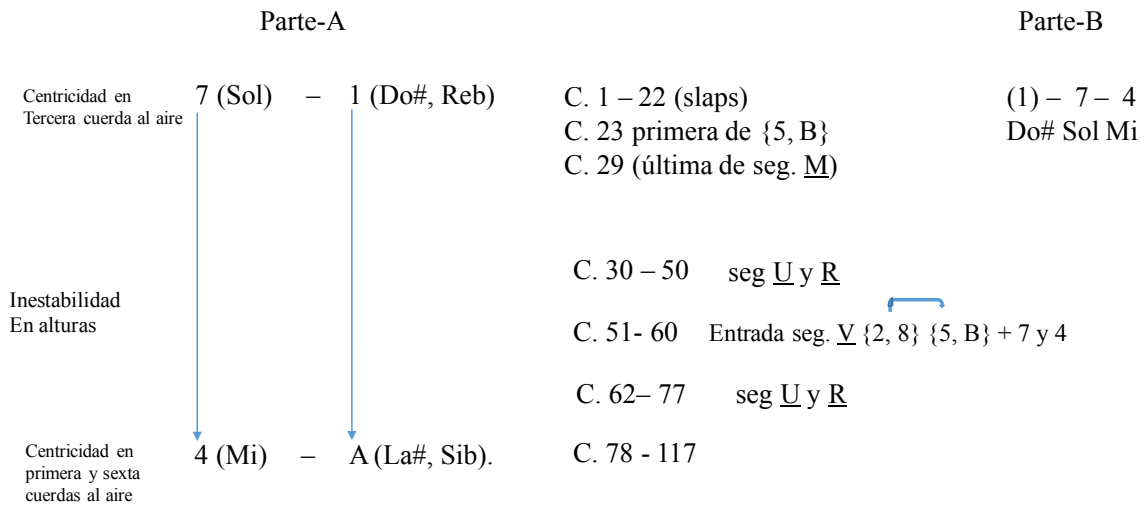 Parte-A Parte-B
Centricidad en
Tercera cuerda al aire
7 (Sol) – 1 (Do#, Reb)
C. 1 – 22 (slaps)
C. 23 primera de {5, B}
C. 29 (última de seg. M)
(1) – 7 – 4
Do# Sol Mi
Inestabilidad
En alturas
C. 30 – 50 seg U y R
C. 51- 60 Entrada seg. V {2, 8} {5, B} + 7 y 4
C. 62– 77 seg U y R
Centricidad en
primera y sexta
cuerdas al aire
4 (Mi) – A (La#, Sib).
C. 78 - 117